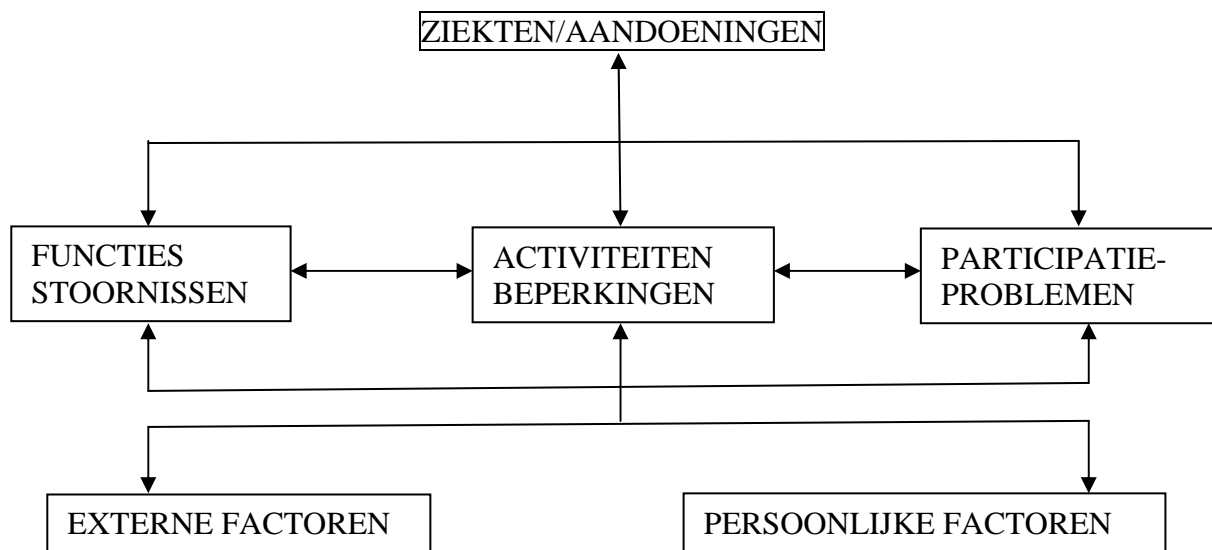 ZIEKTEN/AANDOENINGEN
FUNCTIES
STOORNISSEN
ACTIVITEITEN
BEPERKINGEN
PARTICIPATIE-
PROBLEMEN
EXTERNE FACTOREN
PERSOONLIJKE FACTOREN